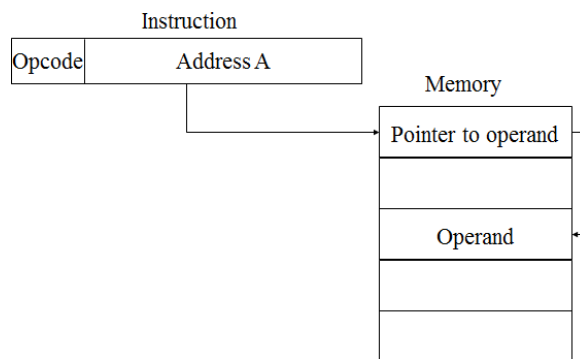 Instruction
Opcode Address A
Memory
Pointer to operand
Operand